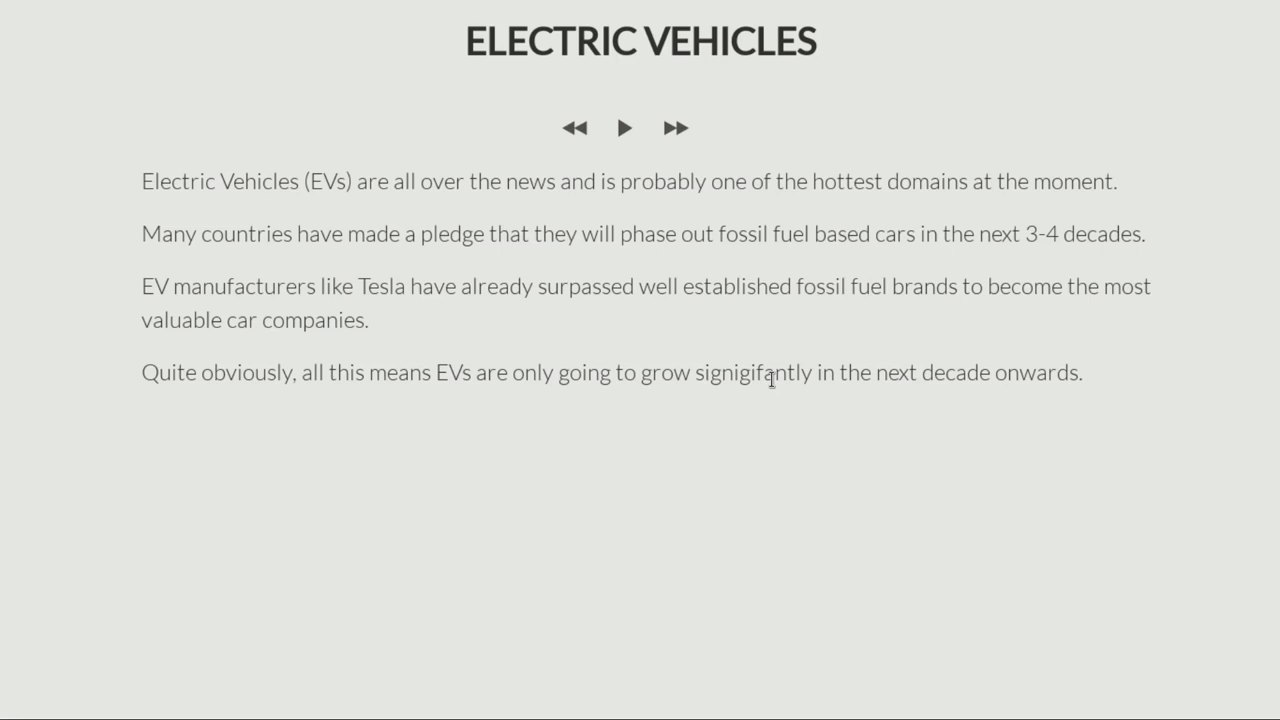 ELECTRIC VEHICLES
Electric Vehicles (EVs) are all over the news and is probably one of the hottest domains at the moment.
Many countries have made a pledge that they will phase out fossil fuel based cars in the next 3-4 decades.
EV manufacturers like Tesla have already surpassed well established fossil fuel brands to become the most
valuable car companies.
Quite obviously, all this means EVs are only going to grow signigifantly in the next decade onwards.